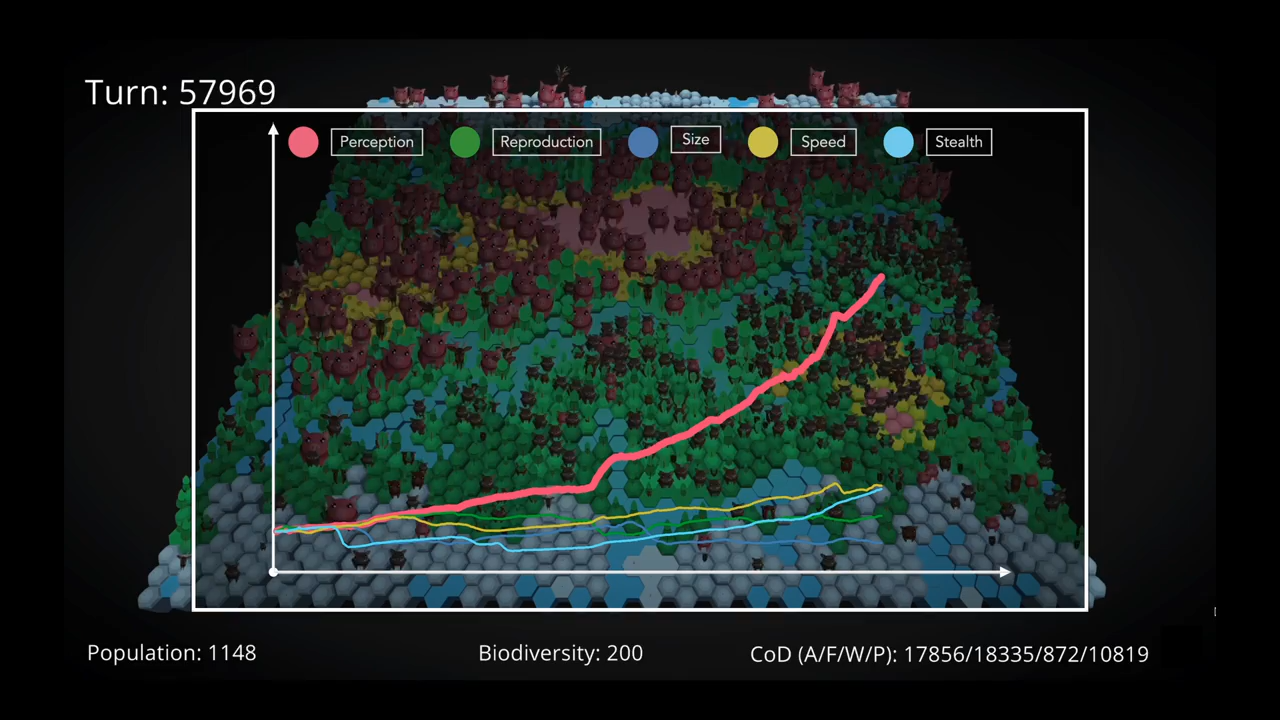 Turn: 57969
Perception
Reproduction
Size
Speed
Stealth
Population: 1148
Biodiversity: 200
CoD (A/F/W/P): 17856/18335/872/10819